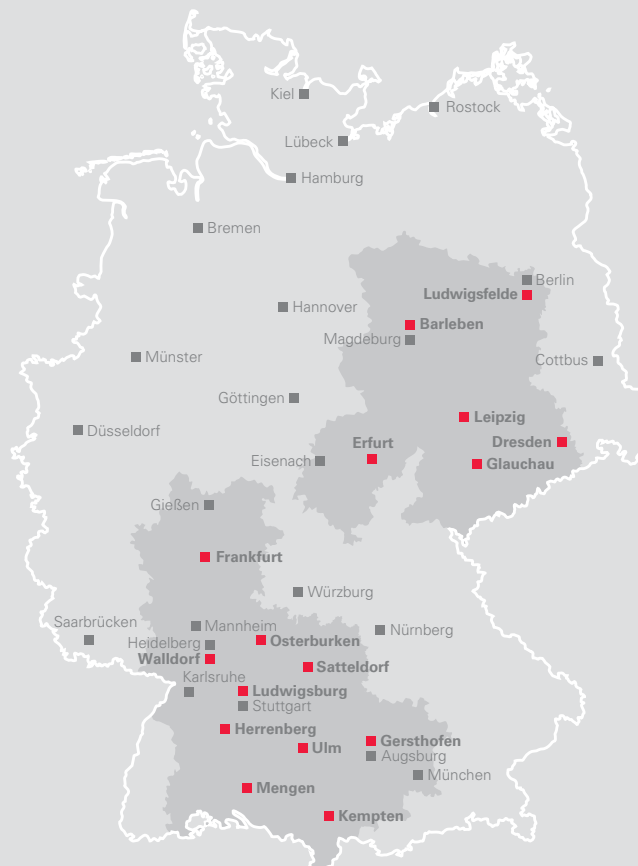 Kiel
Rostock
Lübeck
Hamburg
Bremen
Berlin
Ludwigsfelde
Hannover
Barleben
Magdeburg
Münster
Cottbus
Göttingen
Leipzig
Düsseldorf
Dresden
Erfurt
Eisenach
Glauchau
Gießen
Frankfurt
Würzburg
Saarbrücken
Mannheim
Nürnberg
Heidelberg
Osterburken
Walldorf
Satteldorf
Karlsruhe
Ludwigsburg
Stuttgart
Herrenberg
Gersthofen
Ulm
Augsburg
München
Mengen
Kempten